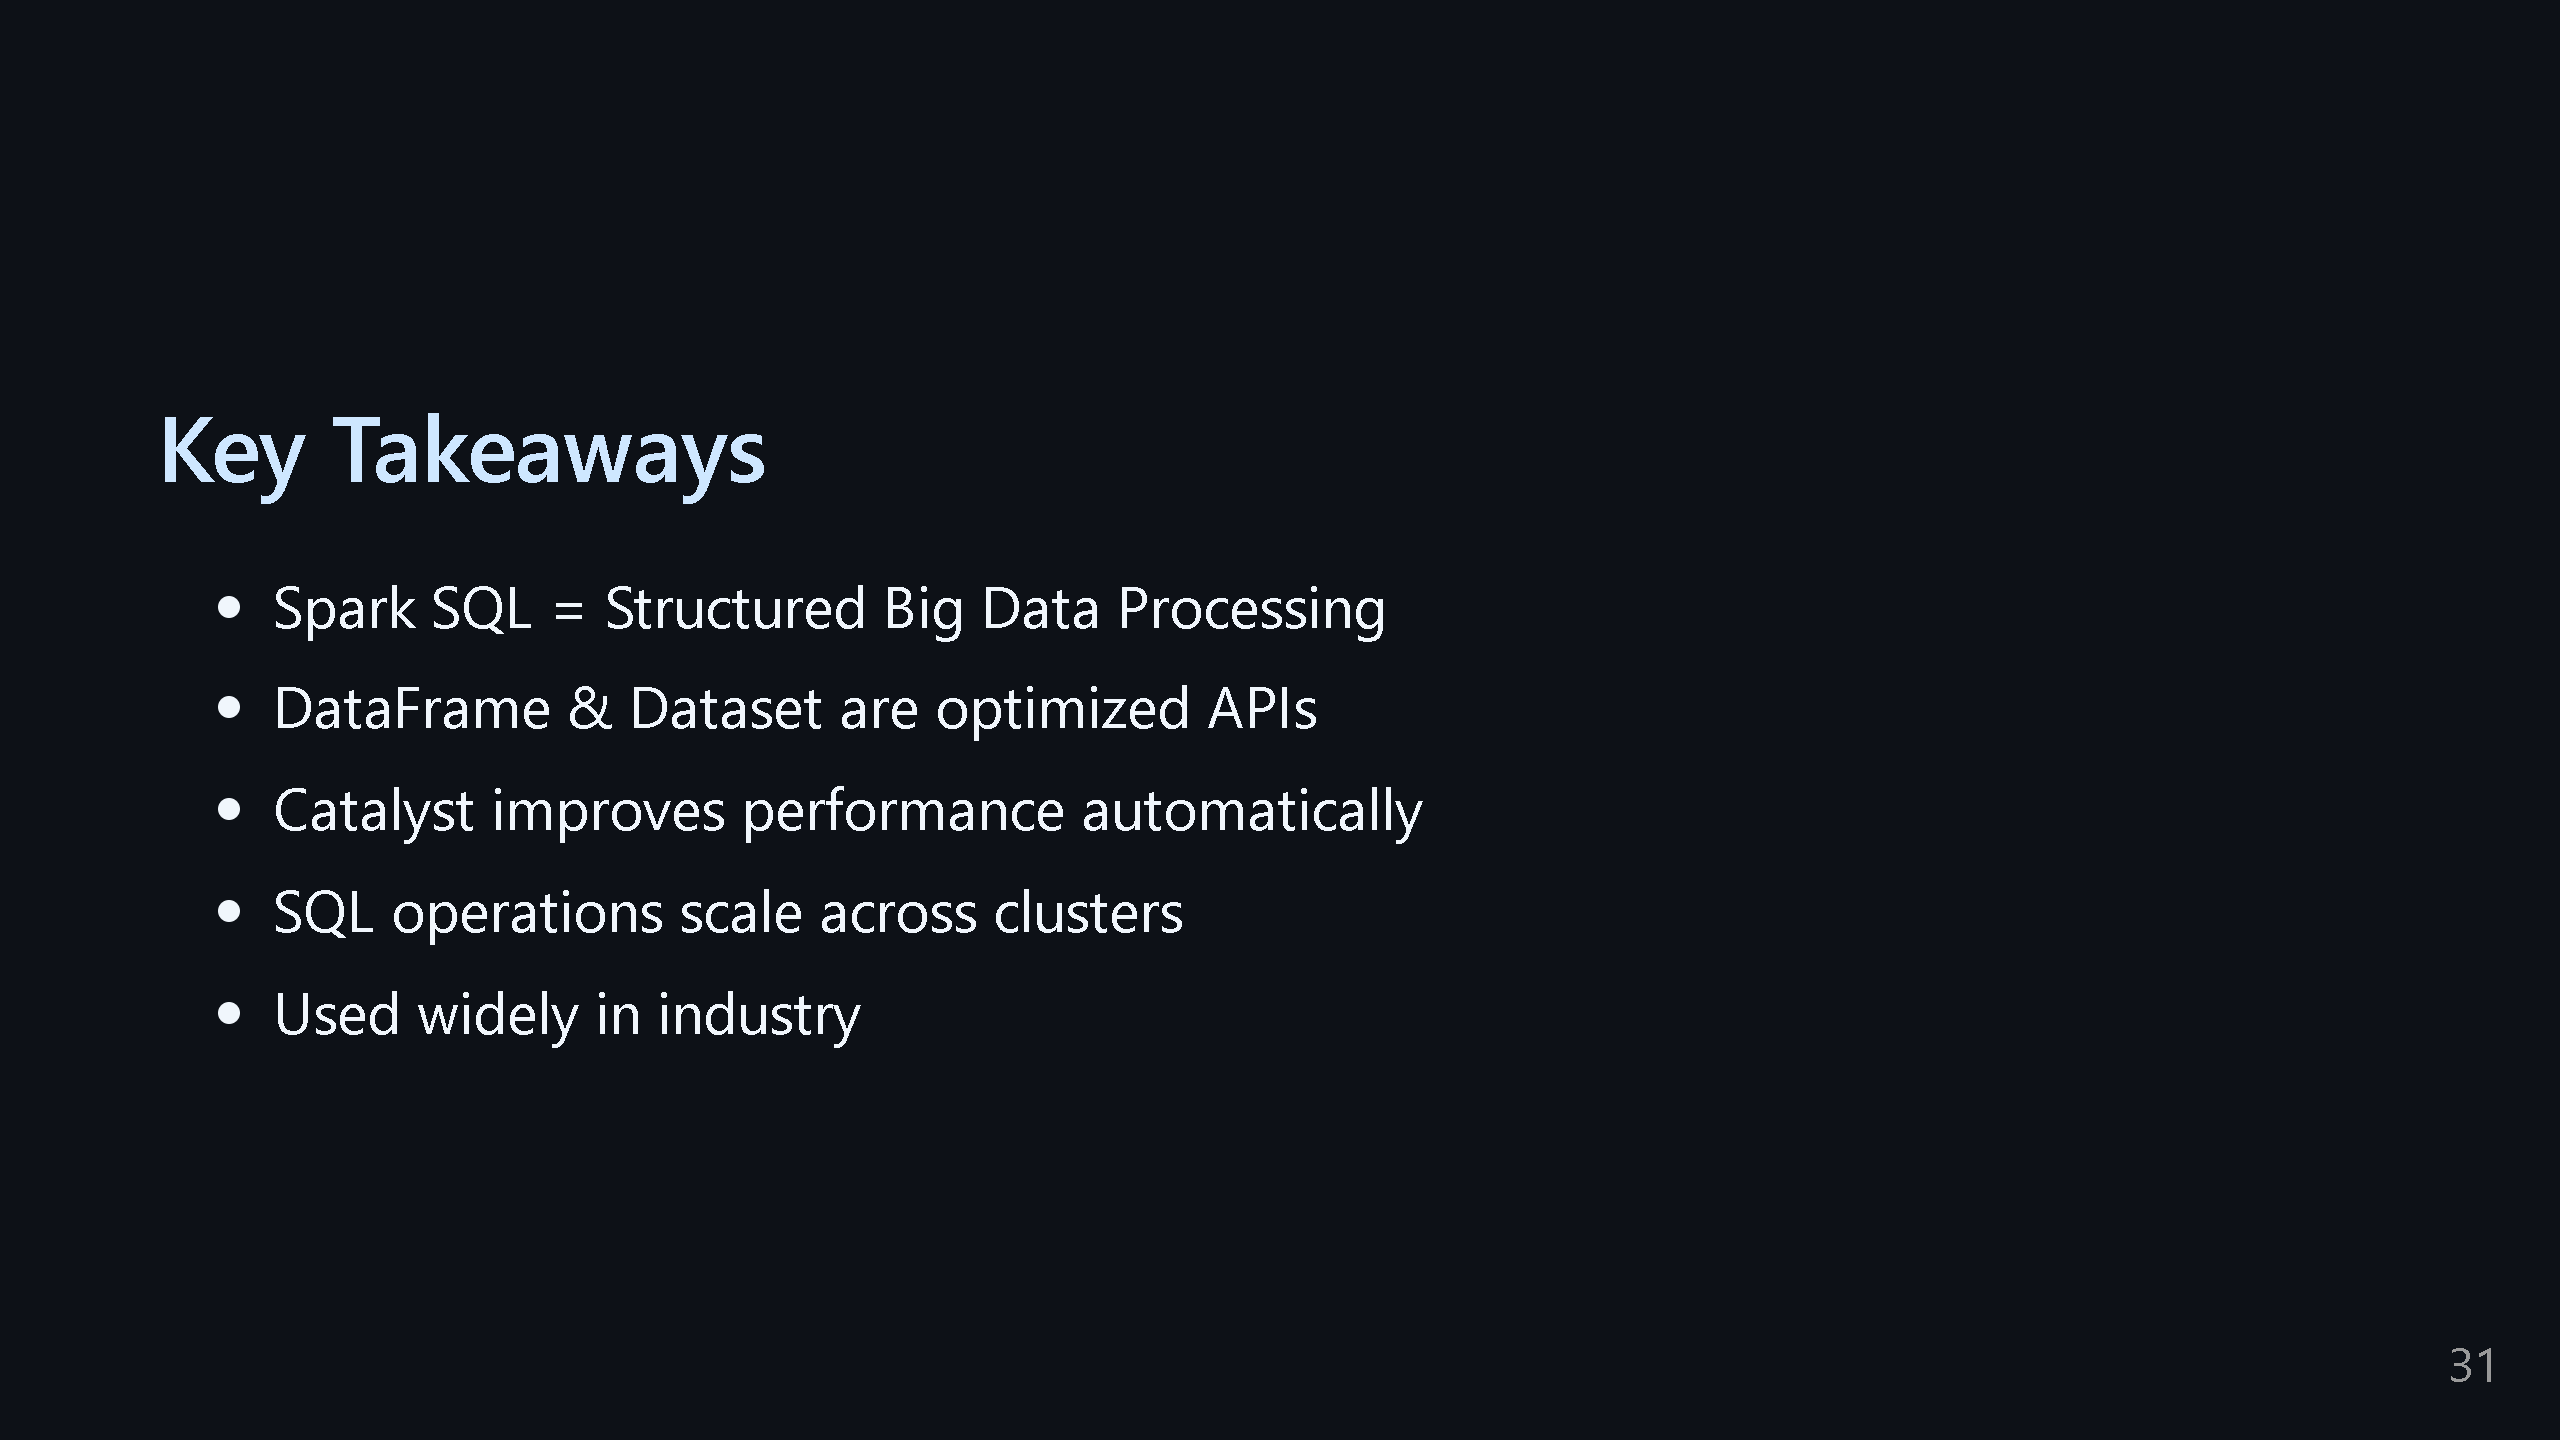 Key Takeaways
• Spark SQL = Structured Big Data Processing
• DataFrame & Dataset are optimized APIs
• Catalyst improves performance automatically
• SQL operations scale across clusters
• Used widely in industry
31